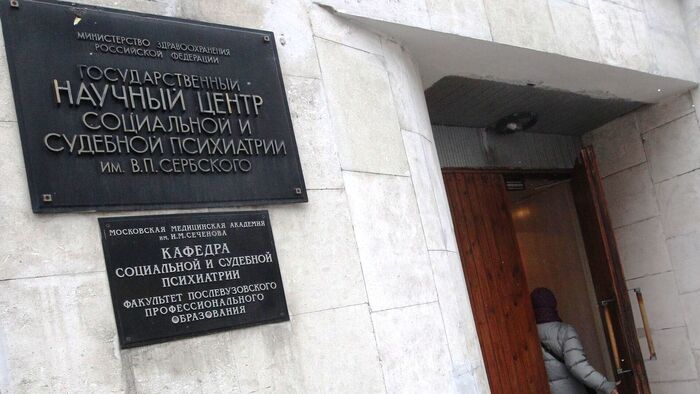 МИНИСТЕРСТВО ЗДРАВООХРАНЕНИЯ
РОССИЙСКОЙ ФЕДЕРАЦИИ
ГОСУДАРСТВЕННЫЙ
НАУЧНЫЙ ЦЕНТР
СОЦИАЛЬНОЙ И
СУДЕБНОЙ ПСИХИАТРИИ
ИМ. В.П. СЕРБСКОГО
МОСКОВСКАЯ МЕДИЦИНСКАЯ АКАДЕМИЯ
ИМ. И.М. СЕЧЕНОВА
КАФЕДРА
СОЦИАЛЬНОЙ И СУДЕБНОЙ
ПСИХИАТРИИ
ФАКУЛЬТЕТ ПОСЛЕВУЗОВСКОГО
ПРОФЕССИОНАЛЬНОГО
ОБРАЗОВАНИЯ